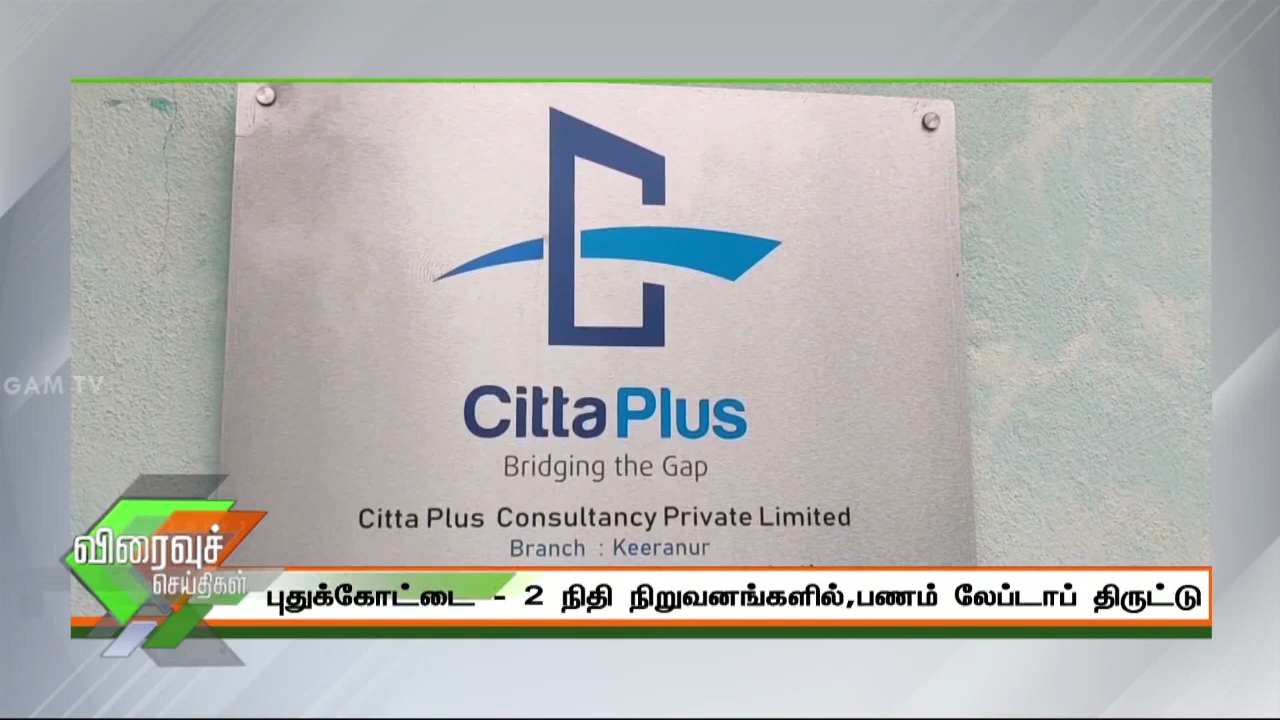 CittaPlus
Bridging the Gap
Citta Plus Consultancy Private Limited
Branch : Keeranur
GAM TV
விரைவுச்
செய்திகள்
புதுக்கோட்டை - 2 நிதி நிறுவனங்களில்,பணம் லேப்டாப் திருட்டு